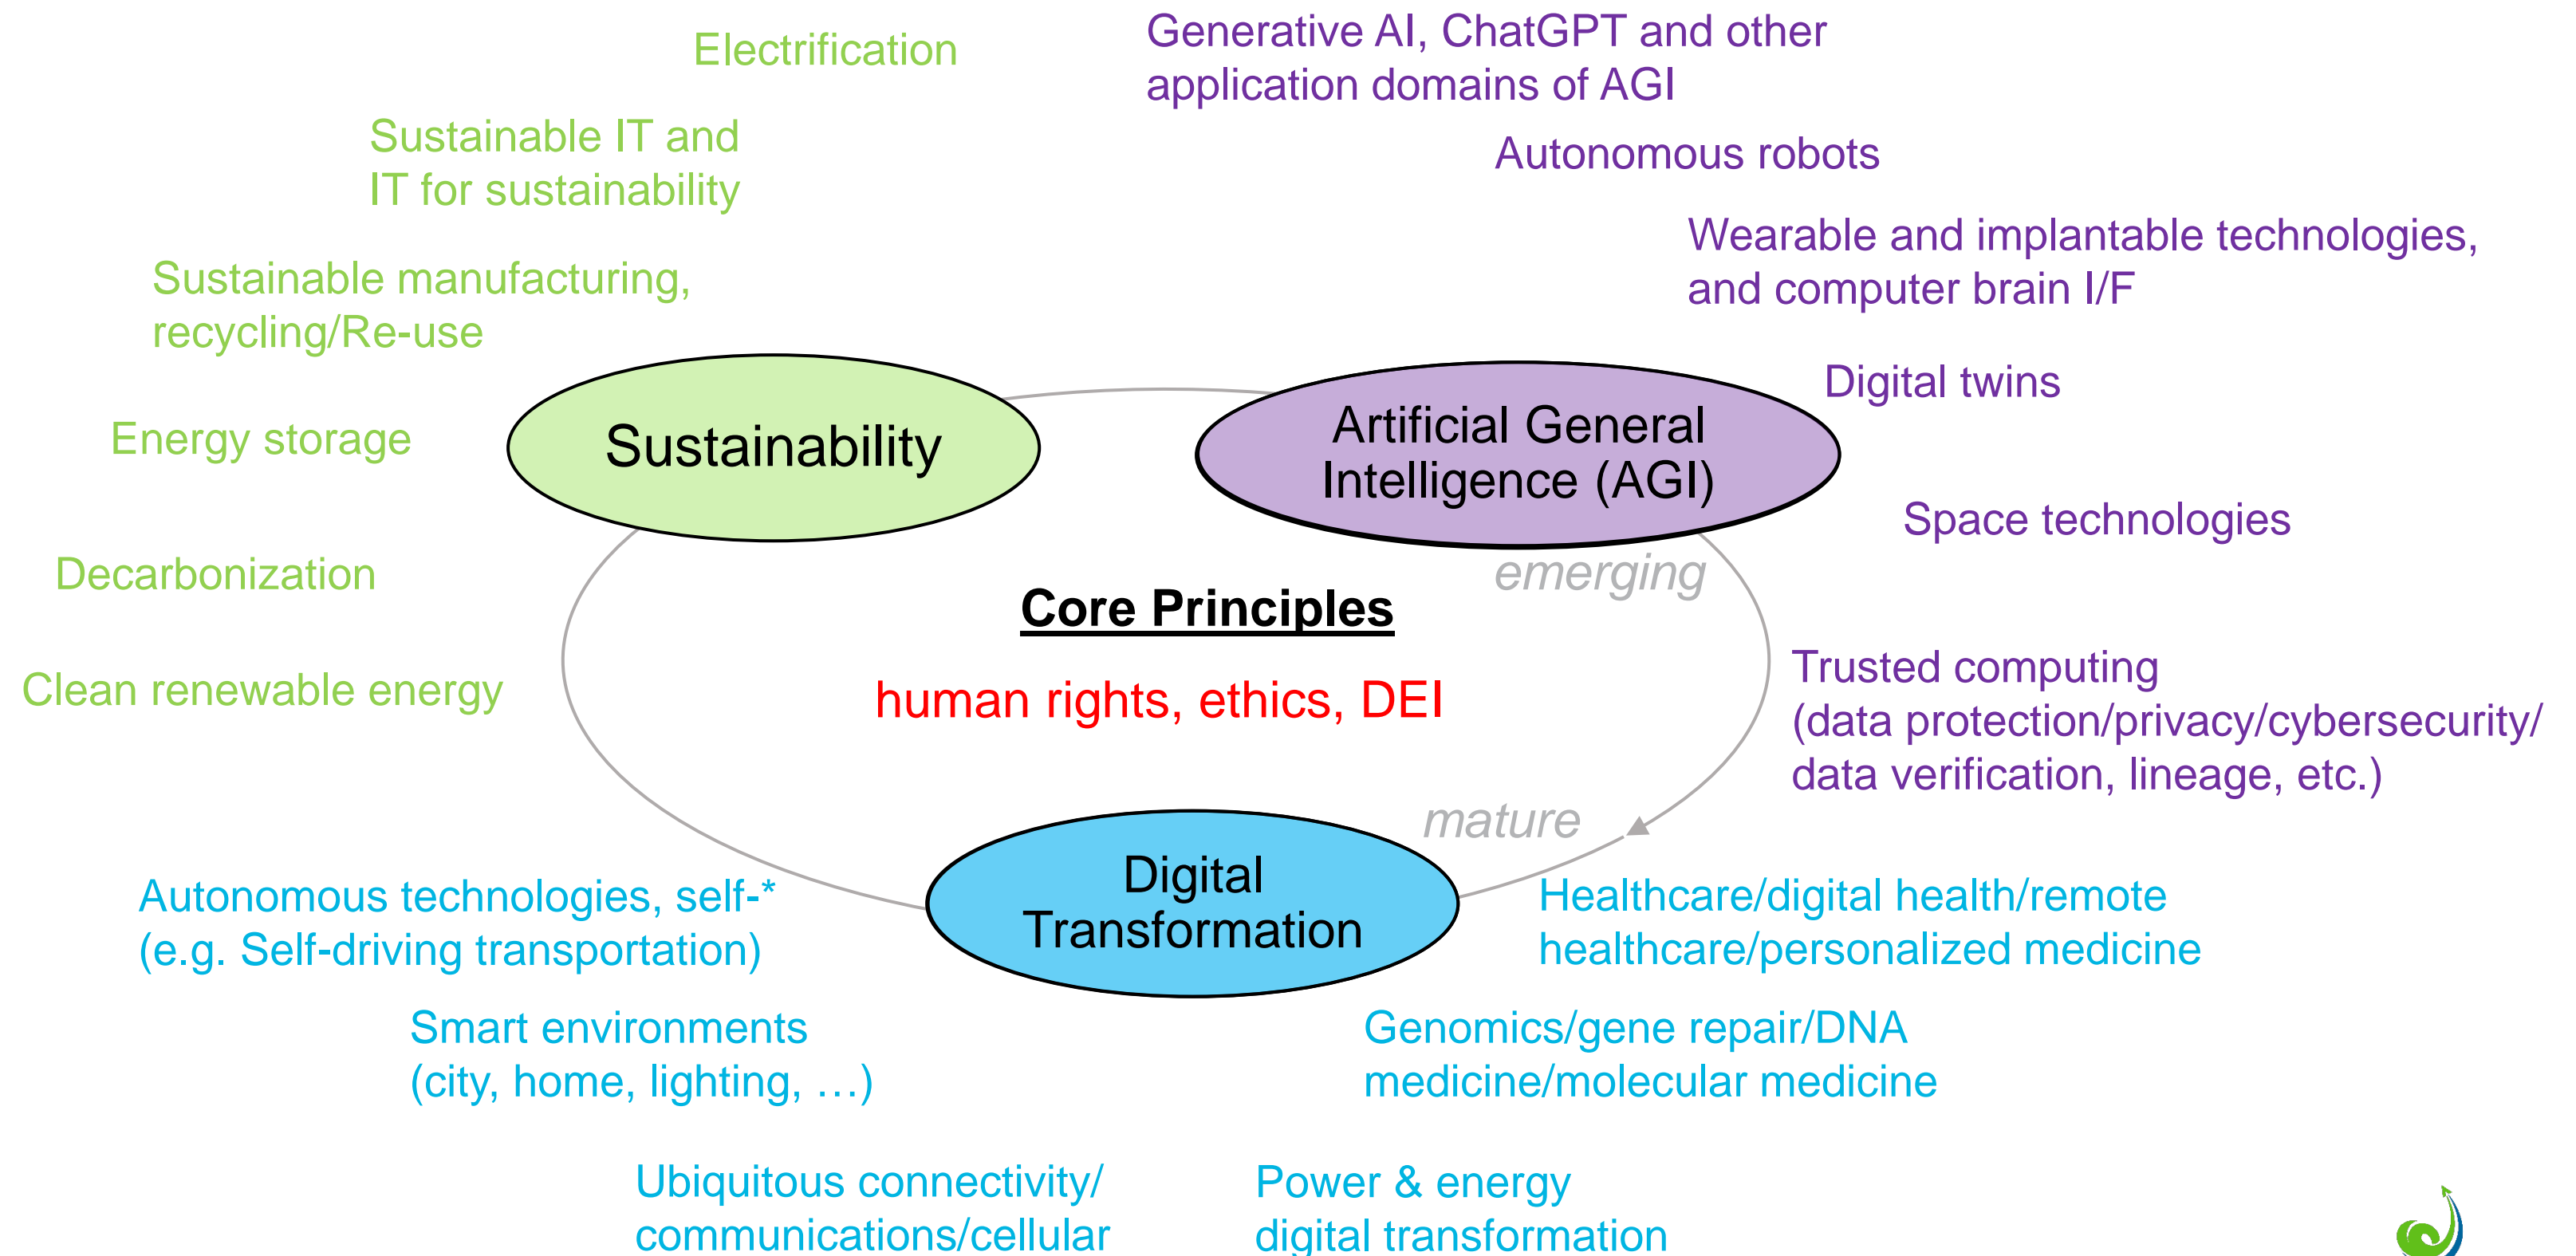 Electrification
Generative AI, ChatGPT and other
application domains of AGI
Sustainable IT and
IT for sustainability
Autonomous robots
Wearable and implantable technologies,
and computer brain I/F
Sustainable manufacturing,
recycling/Re-use
Digital twins
Energy storage
Sustainability
Artificial General
Intelligence (AGI)
Space technologies
Decarbonization
emerging
Core Principles
human rights, ethics, DEI
Clean renewable energy
Trusted computing
(data protection/privacy/cybersecurity/
data verification, lineage, etc.)
mature
Digital
Transformation
Autonomous technologies, self-*
(e.g. Self-driving transportation)
Healthcare/digital health/remote
healthcare/personalized medicine
Smart environments
(city, home, lighting, …)
Genomics/gene repair/DNA
medicine/molecular medicine
Ubiquitous connectivity/
communications/cellular
Power & energy
digital transformation